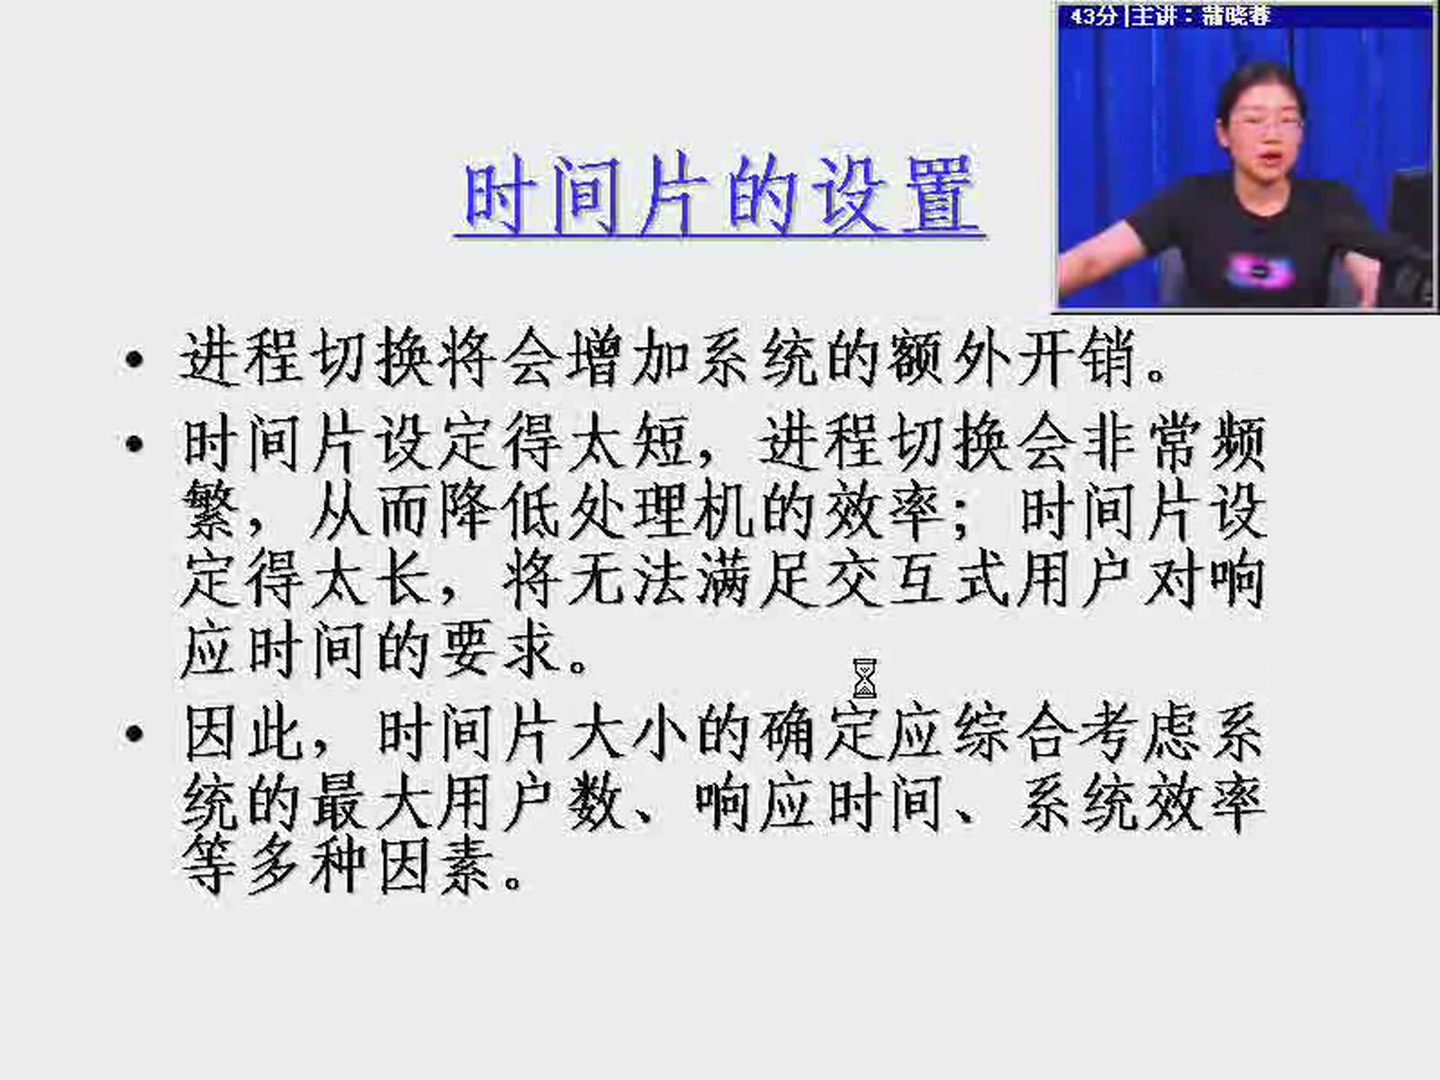 43分|主讲：蒲晓蓉
时间片的设置
• 进程切换将会增加系统的额外开销。
• 时间片设定得太短，进程切换会非常频
繁，从而降低处理机的效率；时间片设
定得太长，将无法满足交互式用户对响
应时间的要求。
• 因此，时间片大小的确定应综合考虑系
统的最大用户数、响应时间、系统效率
等多种因素。